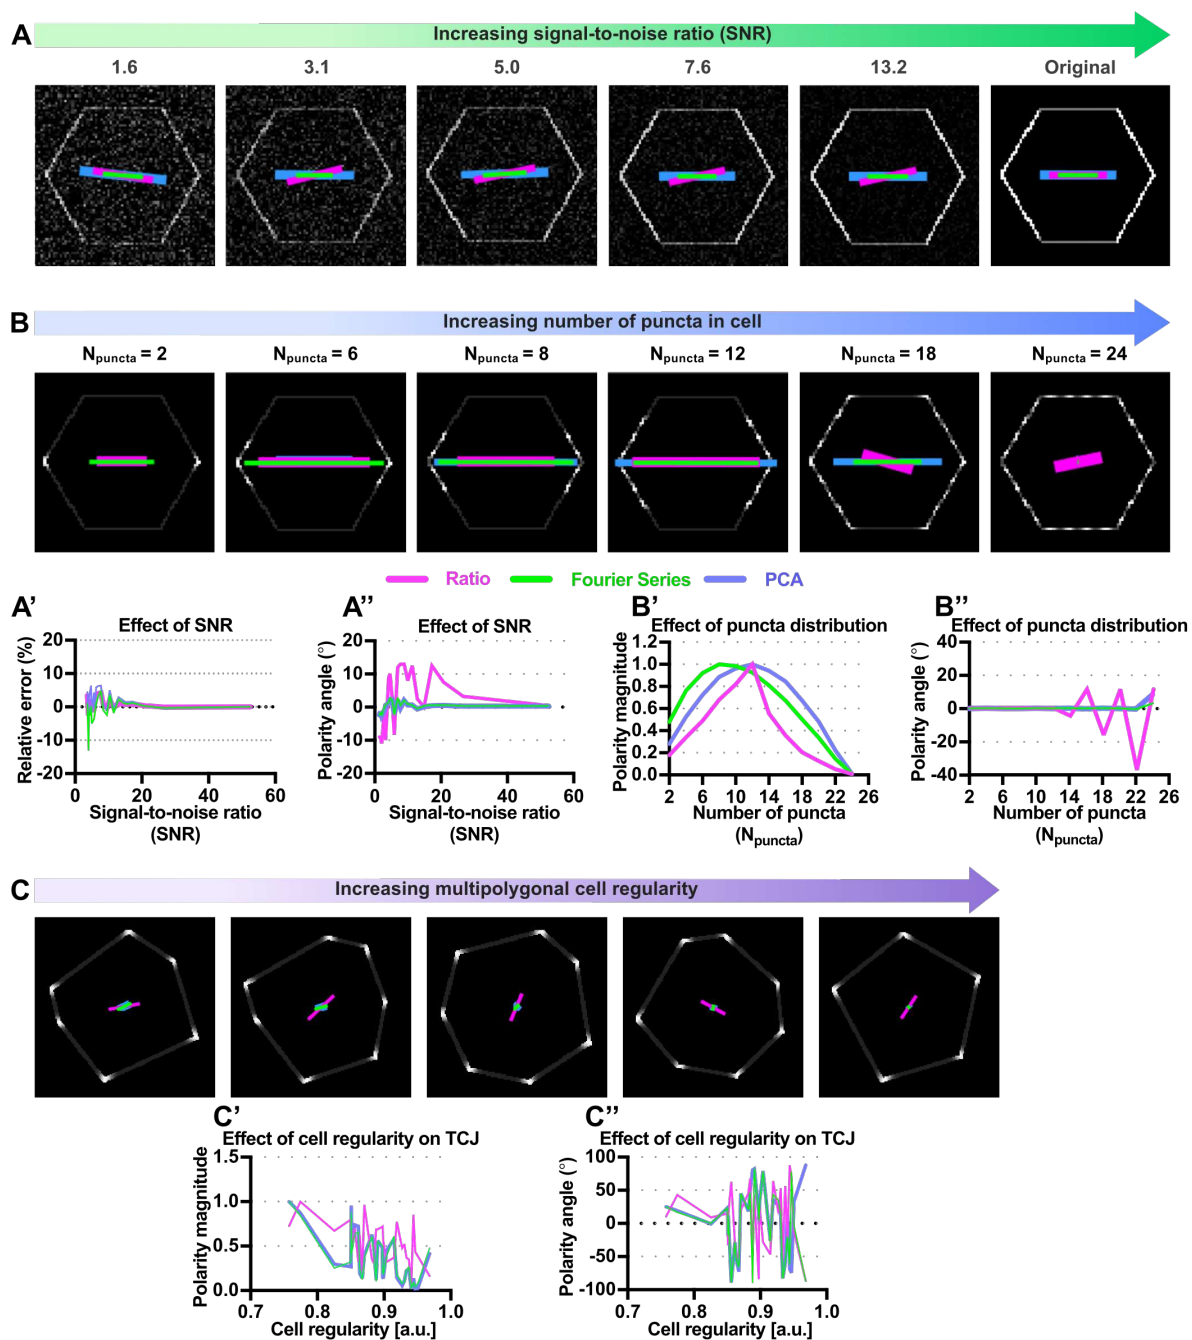 A
Increasing signal-to-noise ratio (SNR)
1.6 3.1 5.0 7.6 13.2 Original
B
Increasing number of puncta in cell
Npuncta = 2 Npuncta = 6 Npuncta = 8 Npuncta = 12 Npuncta = 18 Npuncta = 24
Ratio Fourier Series PCA
A'
Effect of SNR
Relative error (%)
20
10
0
-10
-20
0 20 40 60
Signal-to-noise ratio
(SNR)
A''
Effect of SNR
Polarity angle (°)
20
10
0
10
20
0 20 40 60
Signal-to-noise ratio
(SNR)
B'
Effect of puncta distribution
Polarity magnitude
1.2
1.0
0.8
0.6
0.4
0.2
0.0
2 6 10 14 18 22 26
Number of puncta
(Npuncta)
B''
Effect of puncta distribution
Polarity angle (°)
40
20
0
-20
-40
2 6 10 14 18 22 26
Number of puncta
(Npuncta)
C
Increasing multipolygonal cell regularity
C'
Effect of cell regularity on TCJ
Polarity magnitude
1.5
1.0
0.5
0.0
0.7 0.8 0.9 1.0
Cell regularity [a.u.]
C''
Effect of cell regularity on TCJ
Polarity angle (°)
100
50
0
-50
-100
0.7 0.8 0.9 1.0
Cell regularity [a.u.]